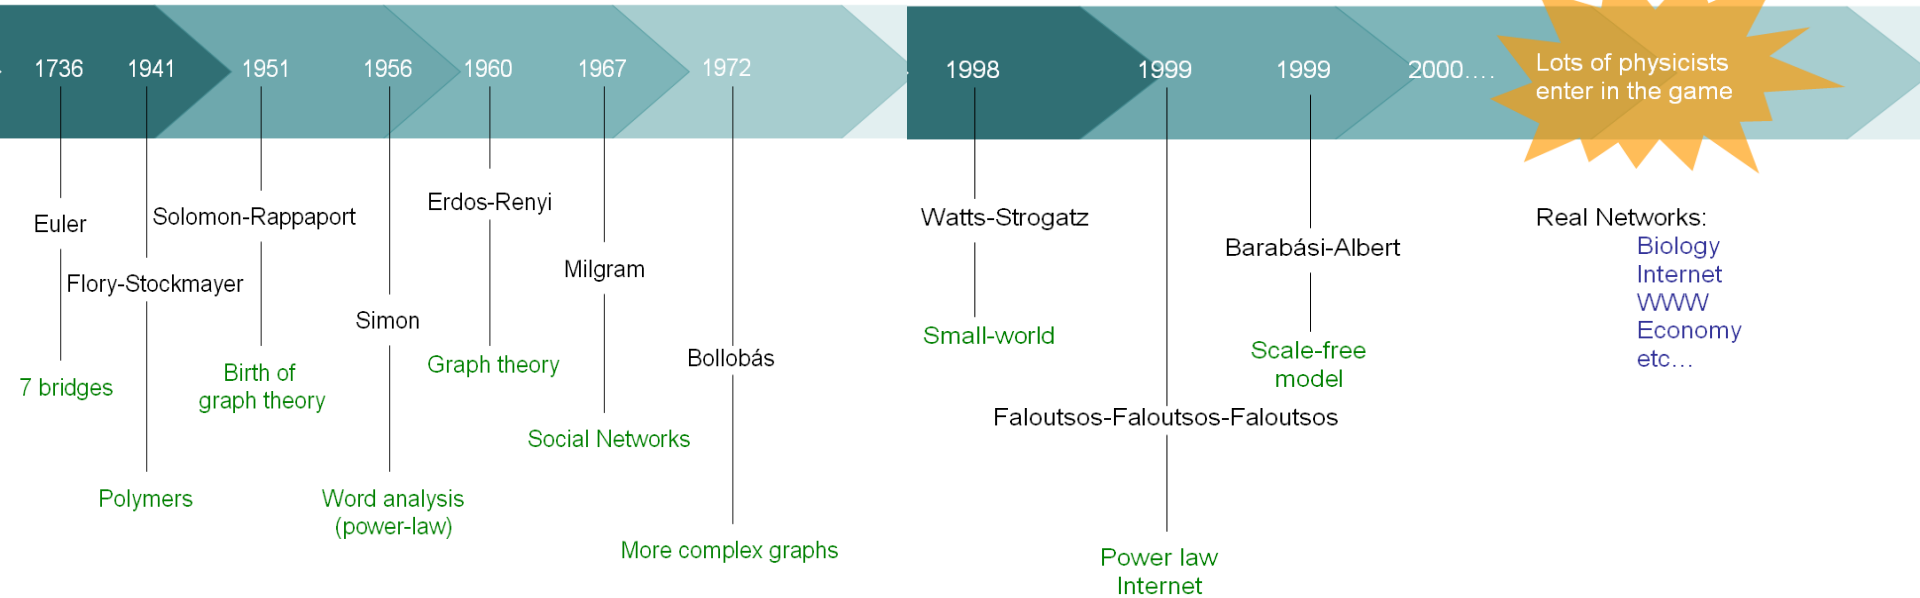 1736
1941
1951
1956
1960
1967
1972
1998
1999
1999
2000....
Lots of physicists
enter in the game
Euler
Flory-Stockmayer
Solomon-Rappaport
Simon
Erdos-Renyi
Milgram
Bollobás
Watts-Strogatz
Faloutsos-Faloutsos-Faloutsos
Barabási-Albert
7 bridges
Polymers
Birth of
graph theory
Word analysis
(power-law)
Graph theory
Social Networks
More complex graphs
Small-world
Power law
Internet
Scale-free
model
Real Networks:
Biology
Internet
WWW
Economy
etc...